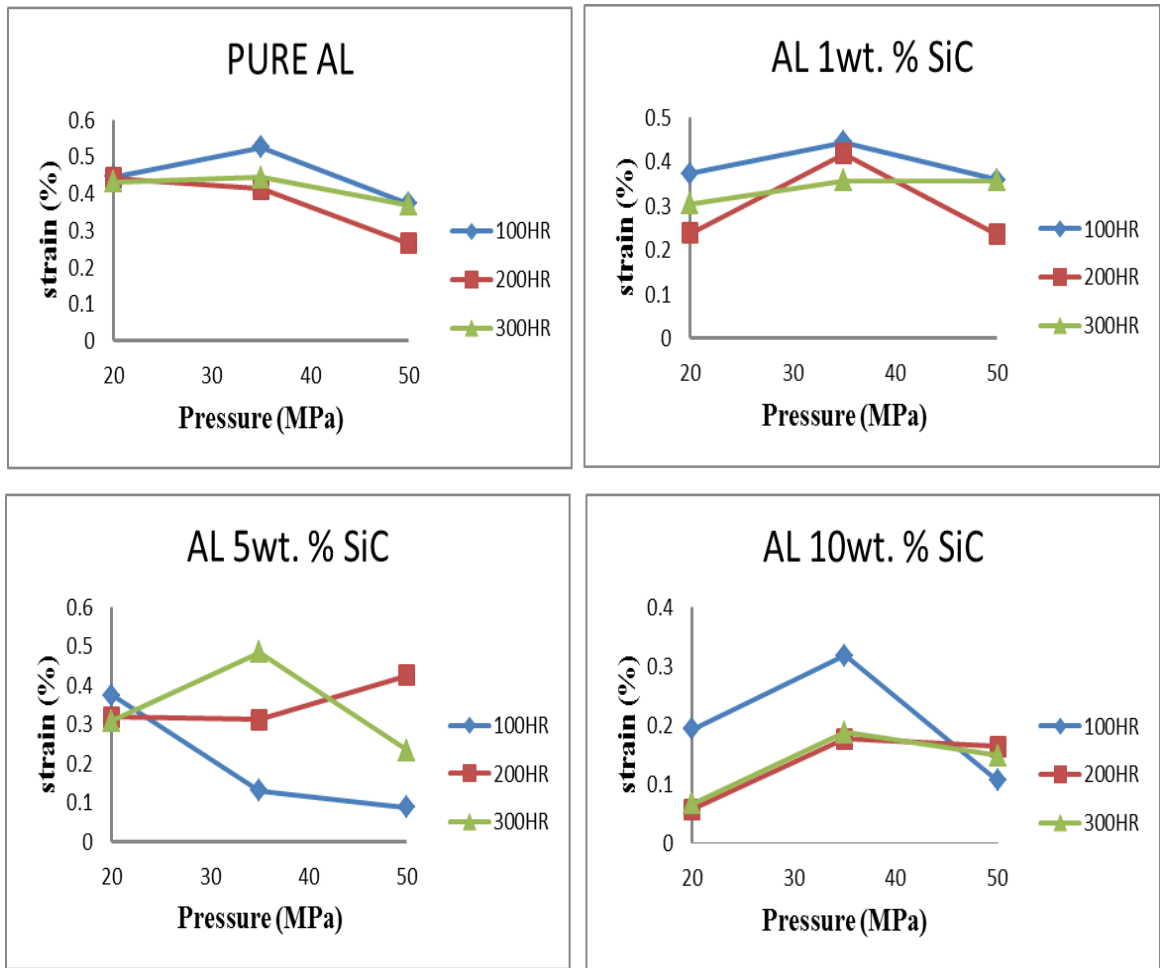 PURE AL
0.6
0.5
0.4
0.3
0.2
0.1
0
strain (%)
20 30 40 50
Pressure (MPa)
100HR
200HR
300HR
AL 1wt. % SiC
0.5
0.4
0.3
0.2
0.1
0
strain (%)
20 30 40 50
Pressure (MPa)
100HR
200HR
300HR
AL 5wt. % SiC
0.6
0.5
0.4
0.3
0.2
0.1
0
strain (%)
20 30 40 50
Pressure (MPa)
100HR
200HR
300HR
AL 10wt. % SiC
0.4
0.3
0.2
0.1
0
strain (%)
20 30 40 50
Pressure (MPa)
100HR
200HR
300HR